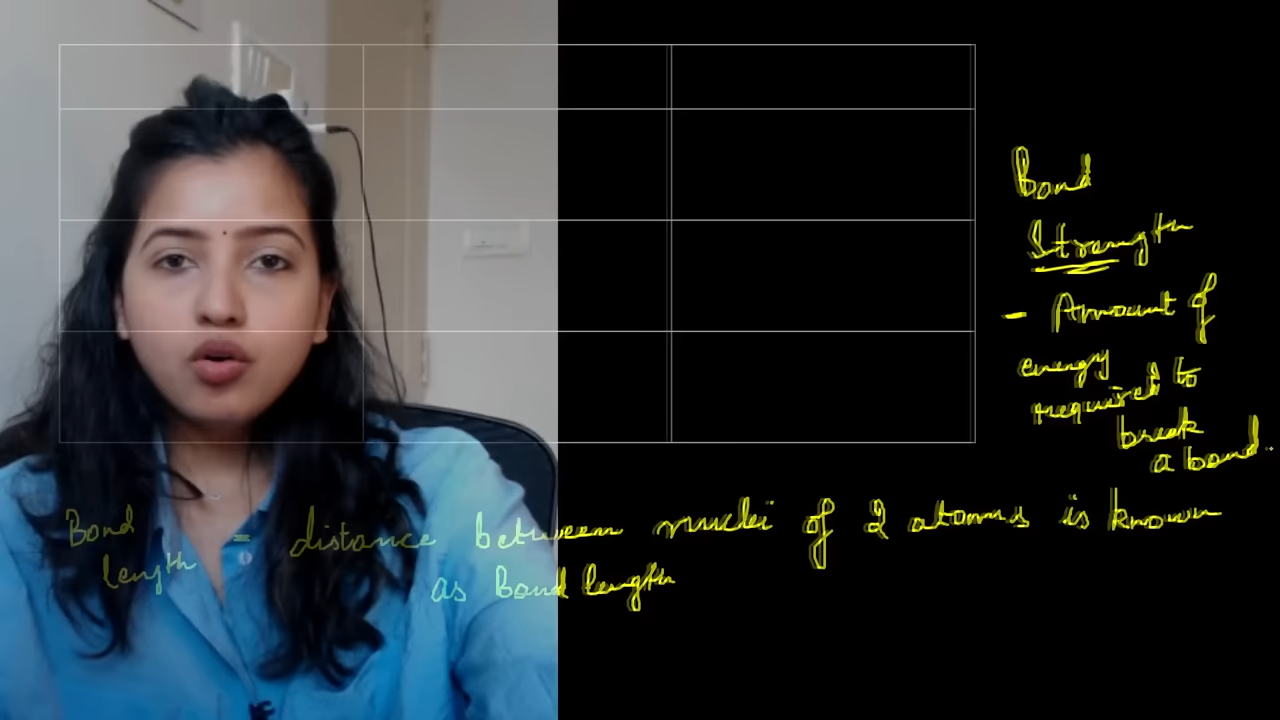 Bond
Strength
- Amount of
energy
required to
break
a bond.
Bond length = distance between nuclei of 2 atoms is known
as Bond length